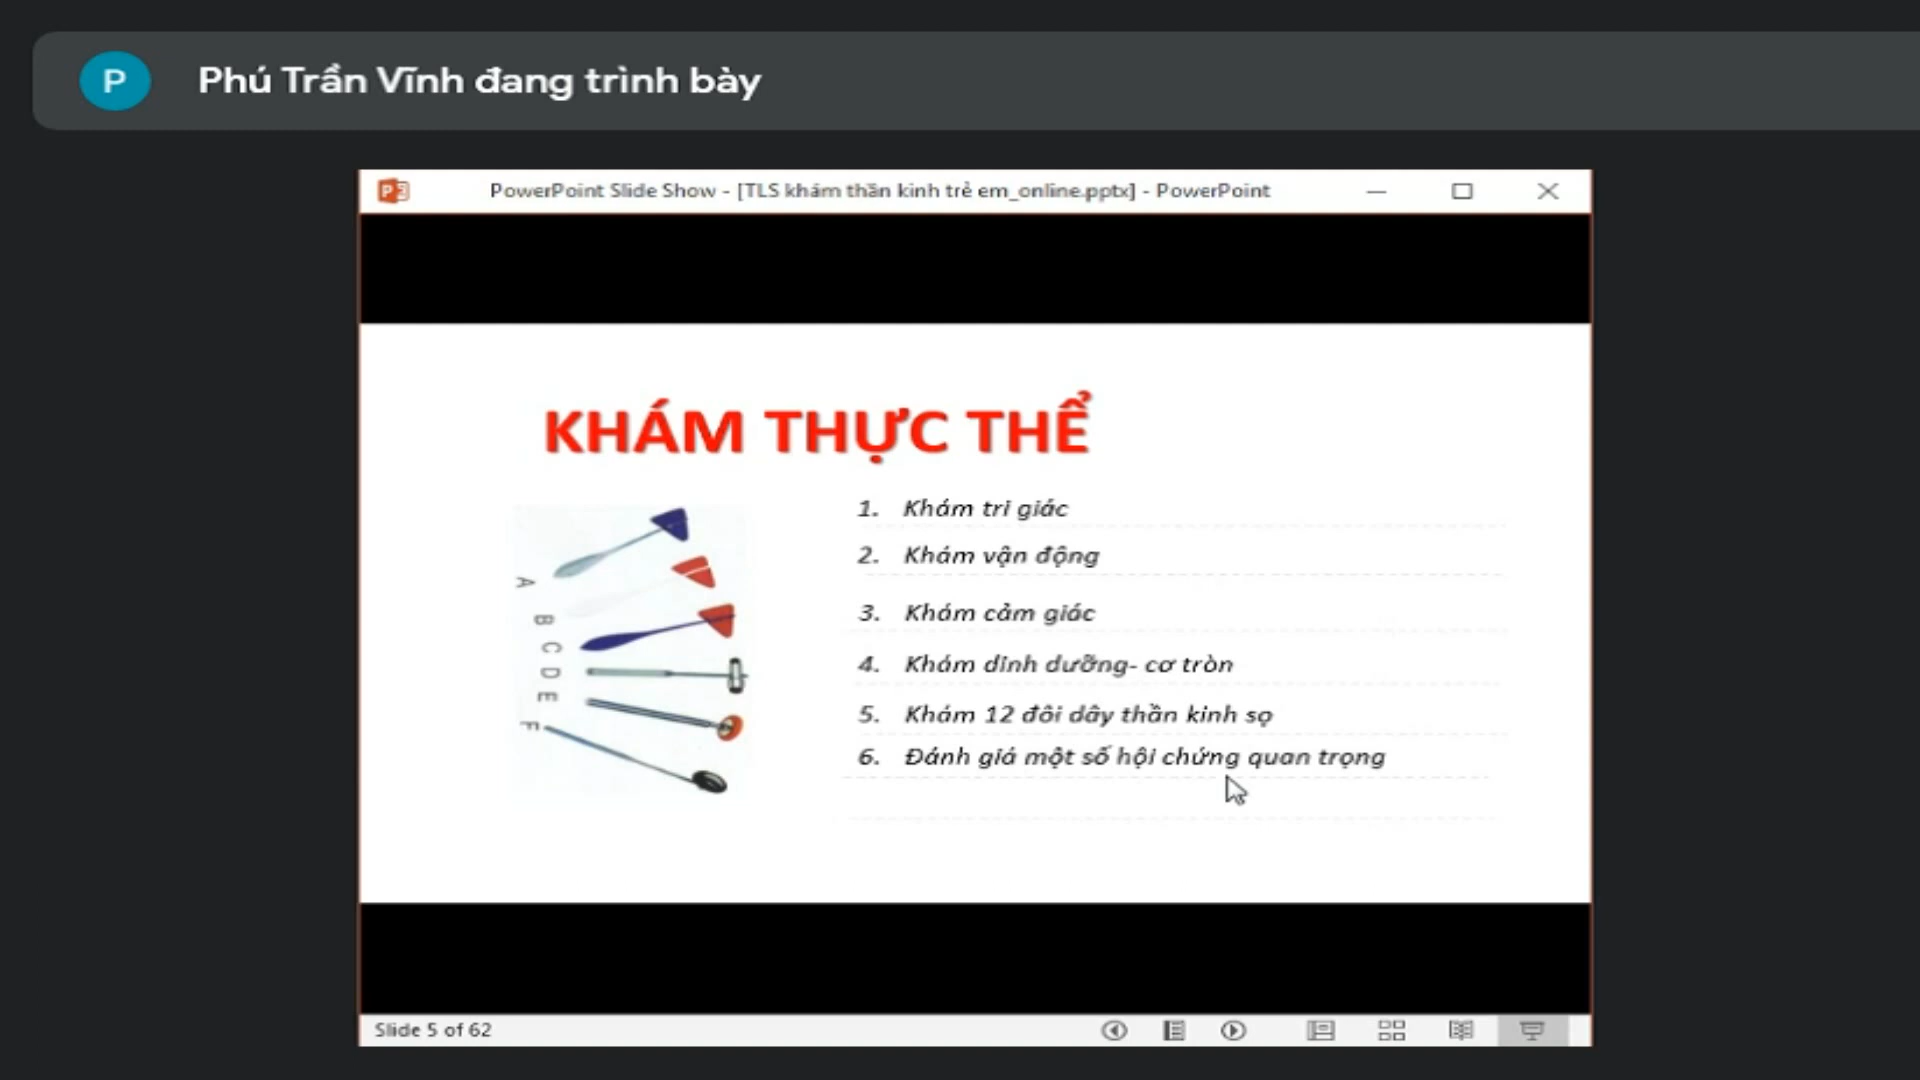 P
Phú Trần Vĩnh đang trình bày
PowerPoint Slide Show - [TLS khám thần kinh trẻ em_online.pptx] - PowerPoint
KHÁM THỰC THỂ
1. Khám tri giác
2. Khám vận động
3. Khám cảm giác
4. Khám dinh dưỡng- cơ tròn
5. Khám 12 đôi dây thần kinh sọ
6. Đánh giá một số hội chứng quan trọng
A
B
C
D
E
F
Slide 5 of 62